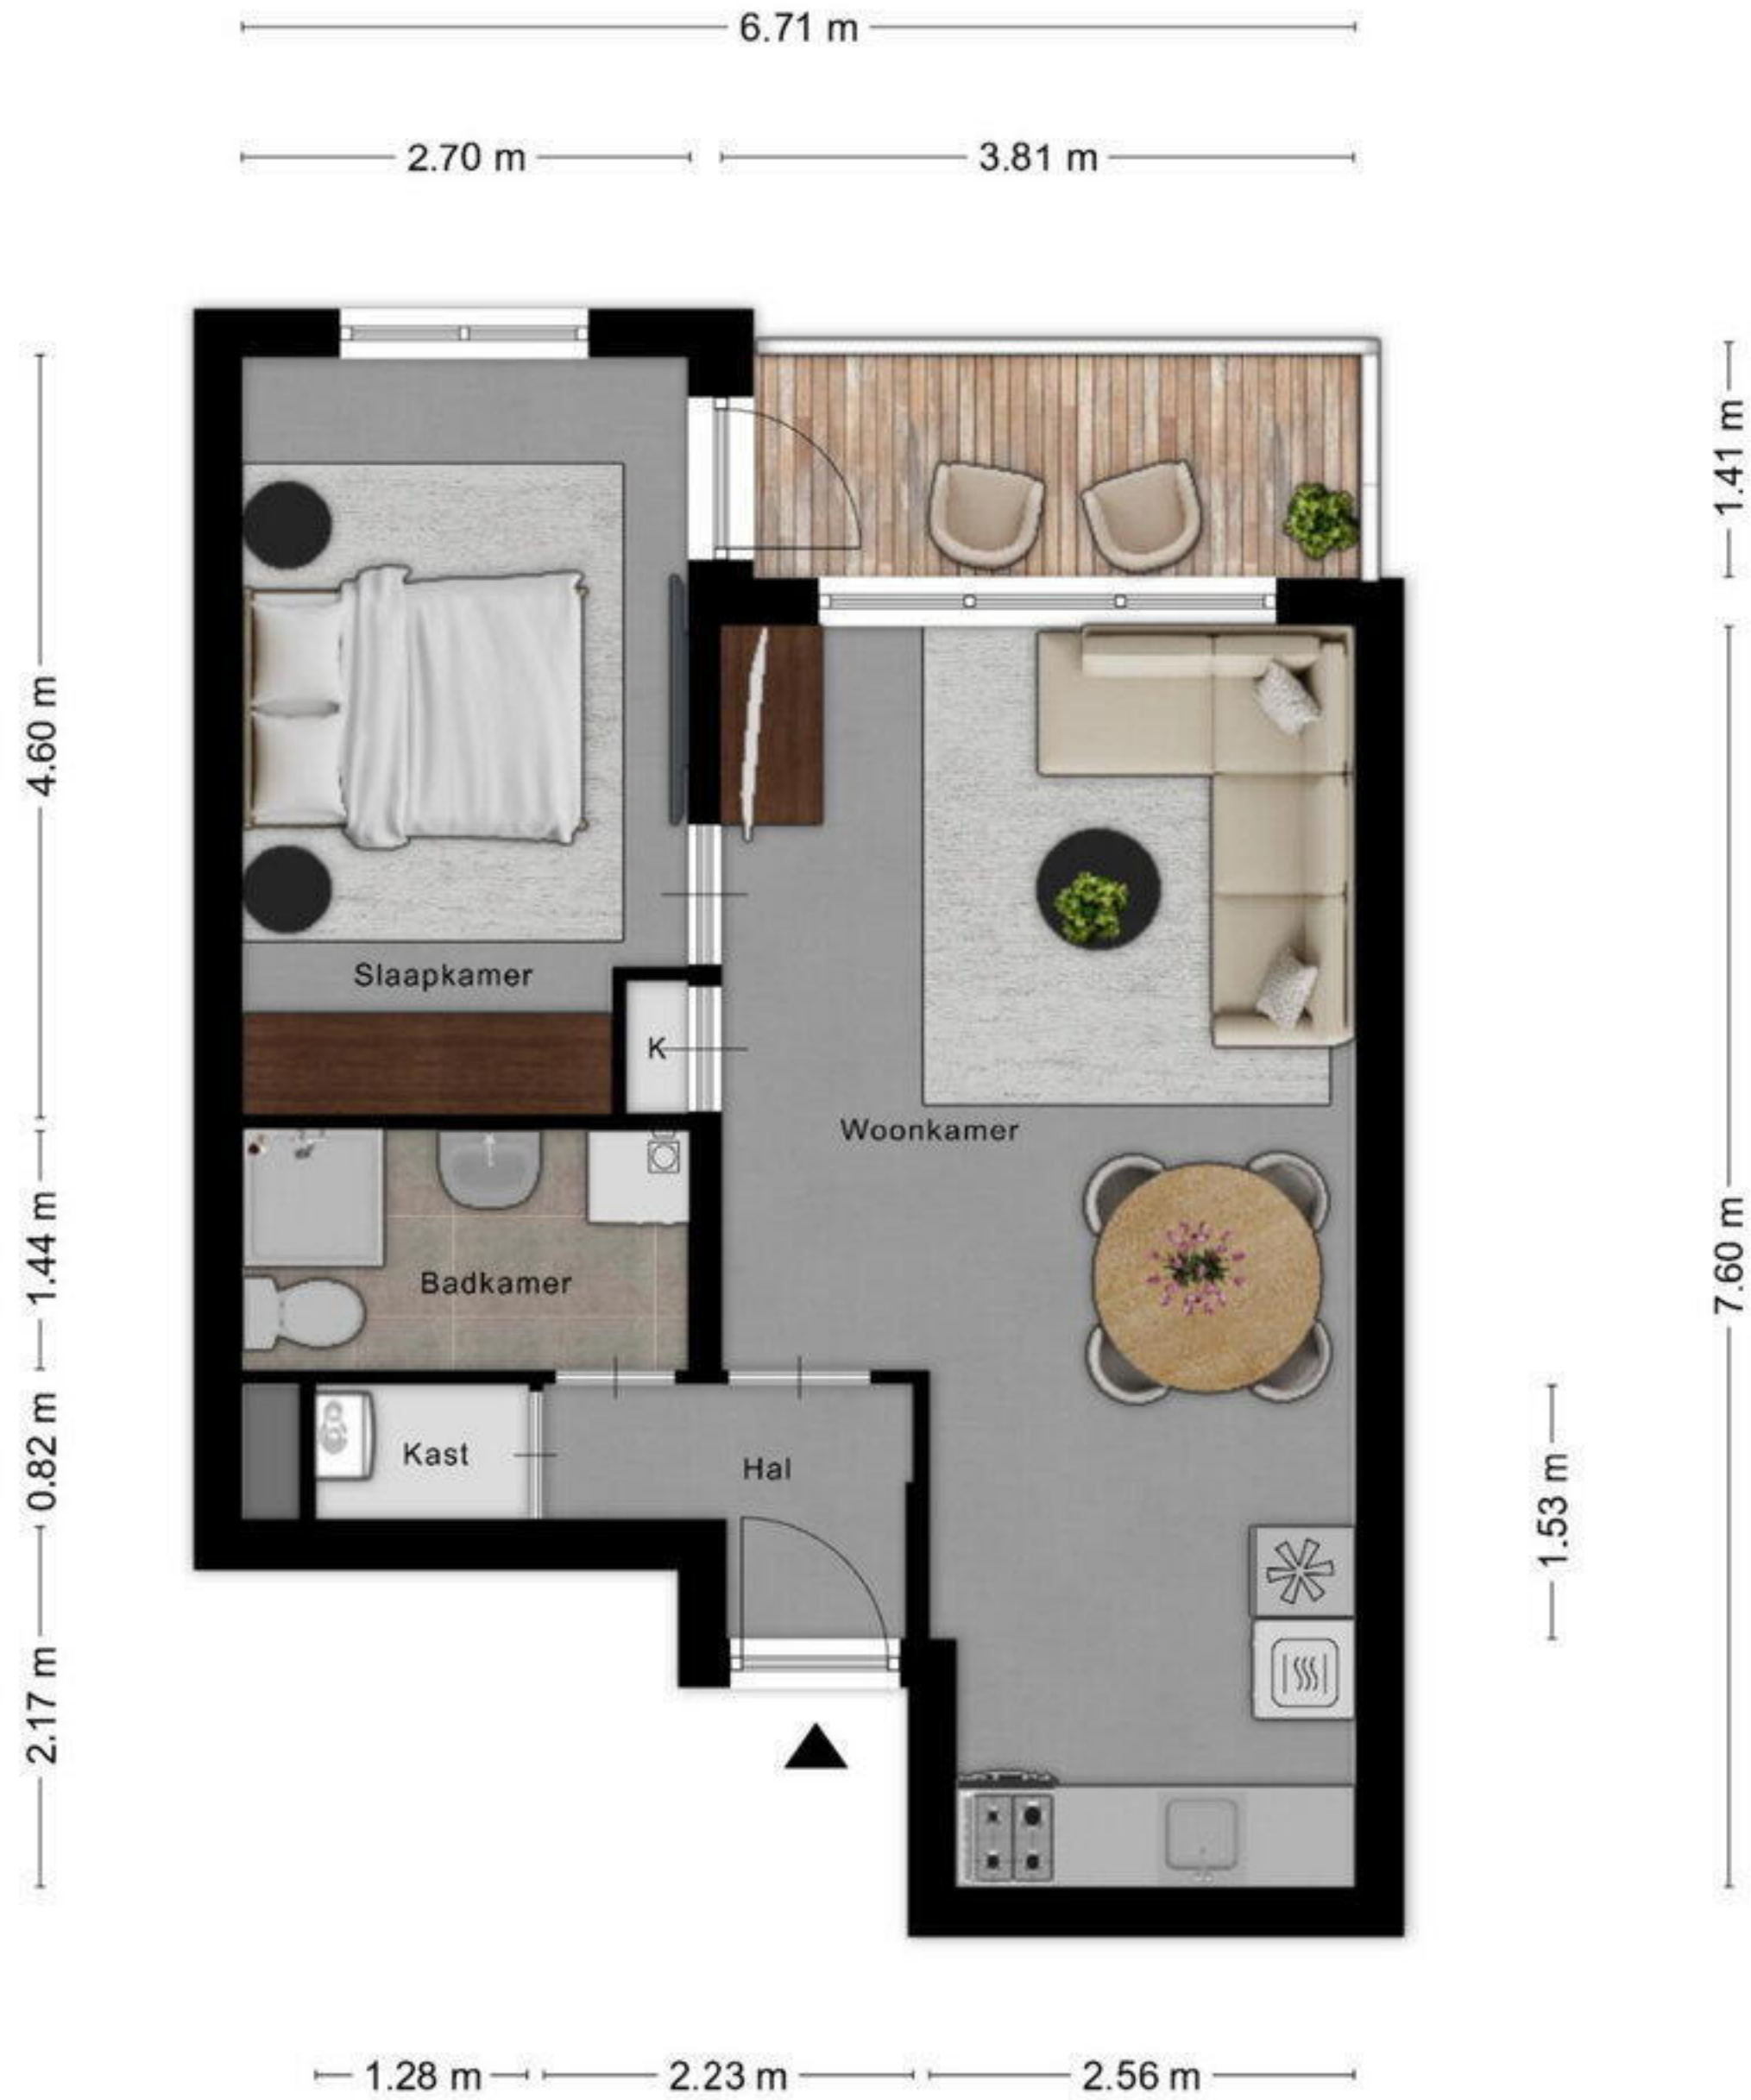 6.71 m
2.70 m
3.81 m
1.41 m
4.60 m
Slaapkamer
K
Woonkamer
1.44 m
Badkamer
7.60 m
0.82 m
Kast
Hal
1.53 m
2.17 m
1.28 m
2.23 m
2.56 m